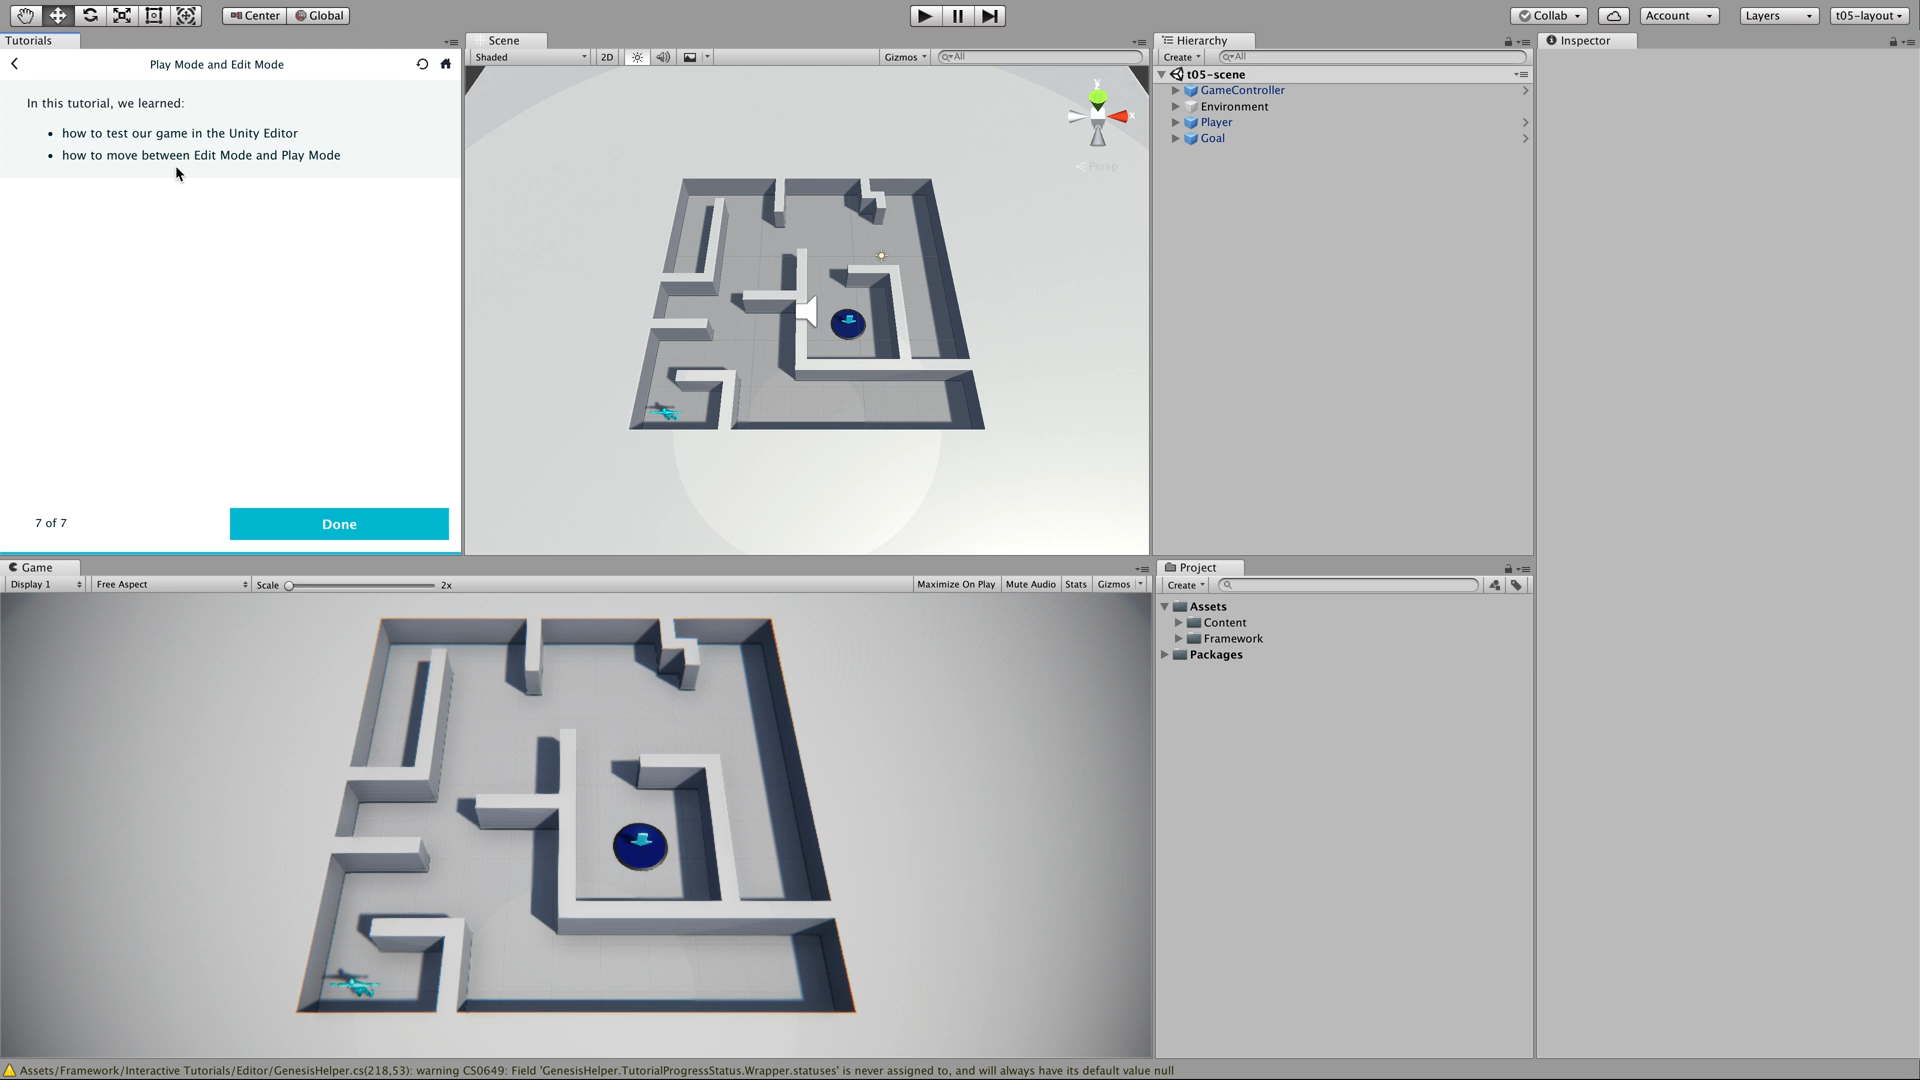 Center
Global
Collab
Account
Layers
t05-layout
Tutorials
Play Mode and Edit Mode
In this tutorial, we learned:
• how to test our game in the Unity Editor
• how to move between Edit Mode and Play Mode
7 of 7
Done
Scene
Shaded
2D
Gizmos
All
y
x
Persp
Hierarchy
Create
All
t05-scene
GameController
Environment
Player
Goal
Inspector
Game
Display 1
Free Aspect
Scale
2x
Maximize On Play
Mute Audio
Stats
Gizmos
Project
Create
Assets
Content
Framework
Packages
Assets/Framework/Interactive Tutorials/Editor/GenesisHelper.cs(218,53): warning CS0649: Field 'GenesisHelper.TutorialProgressStatus.Wrapper.statuses' is never assigned to, and will always have its default value null